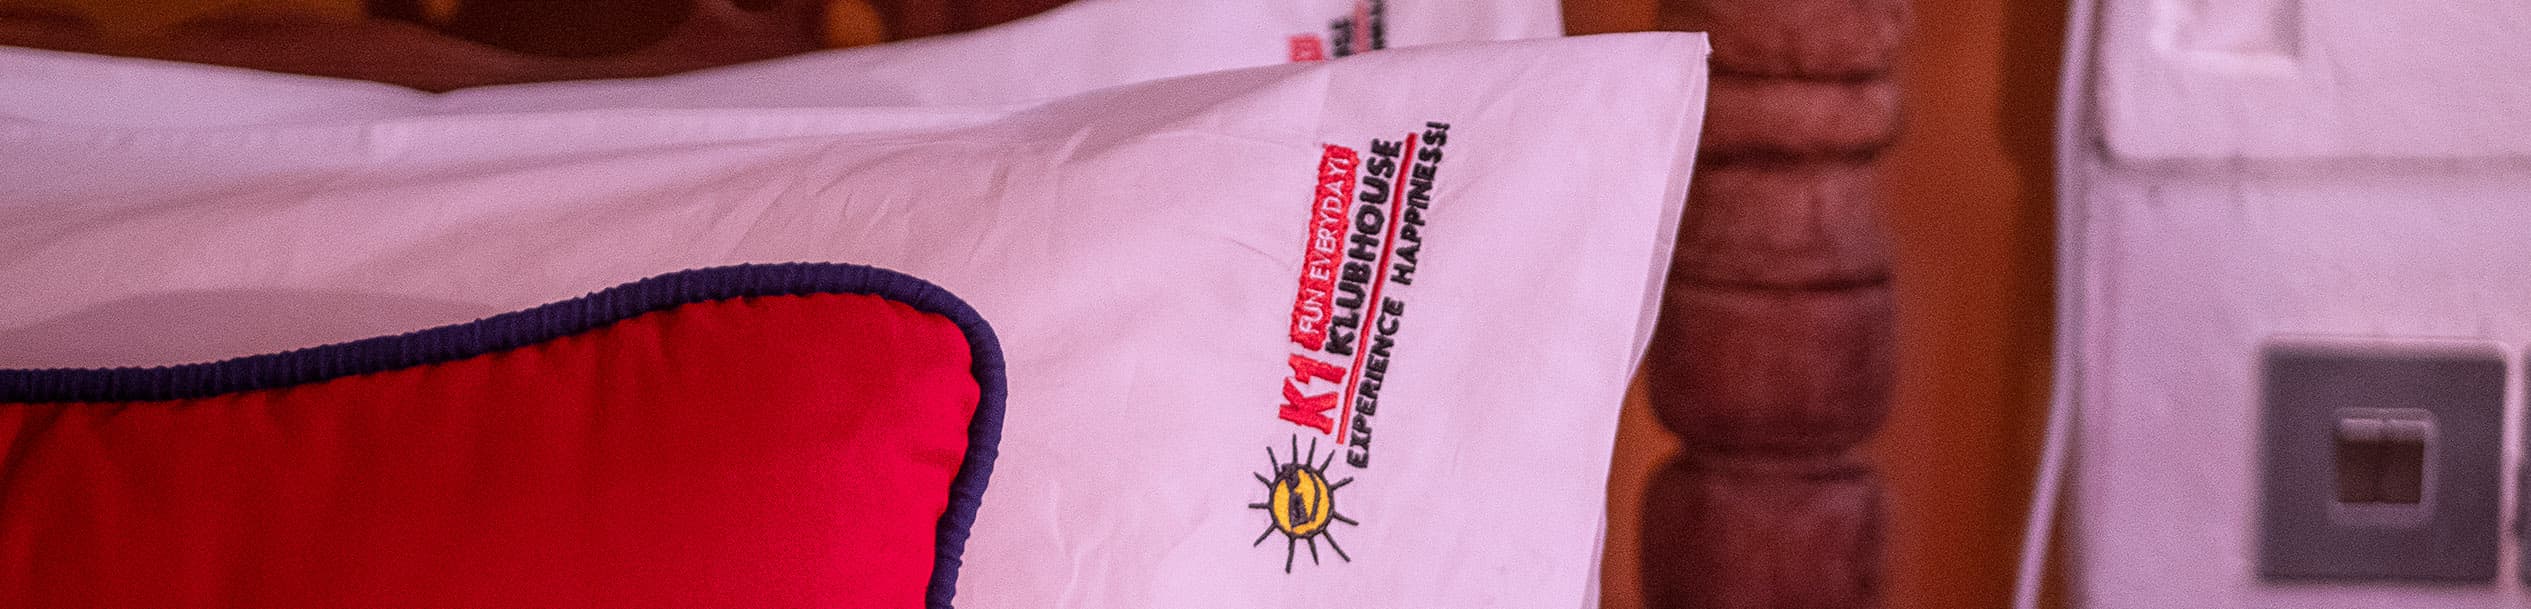 K1 FUN EVERYDAY!
KLUBHOUSE
EXPERIENCE HAPPINESS!